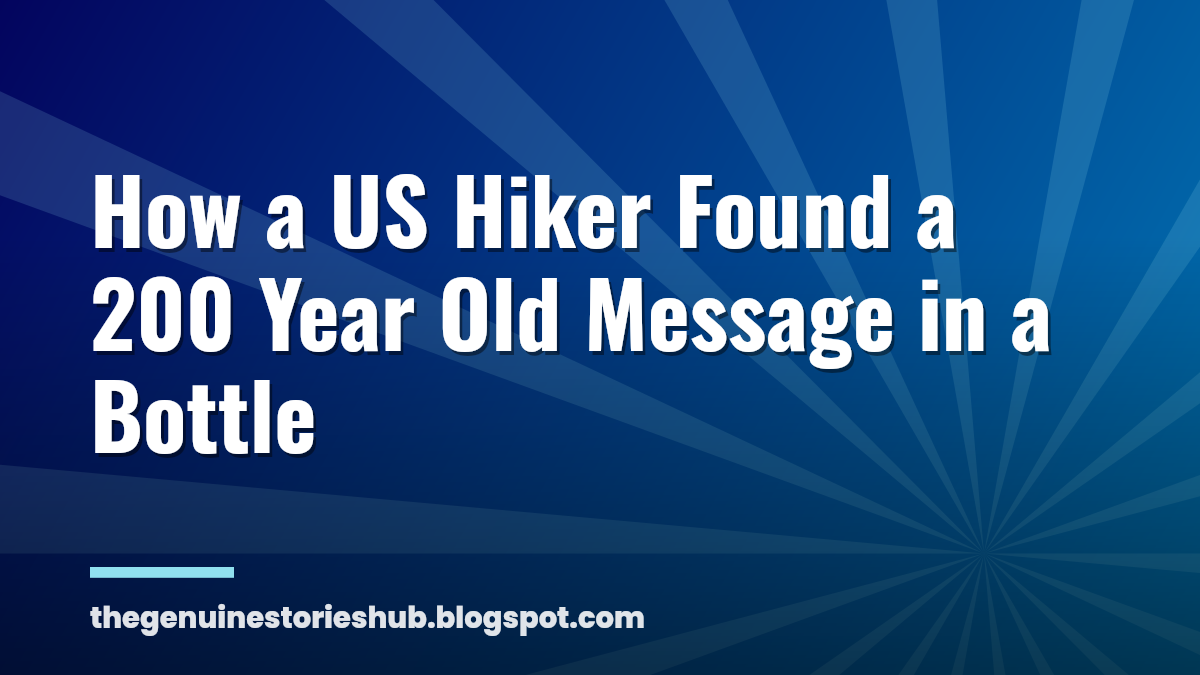 How a US Hiker Found a
200 Year Old Message in a
Bottle
thegenuinestorieshub.blogspot.com